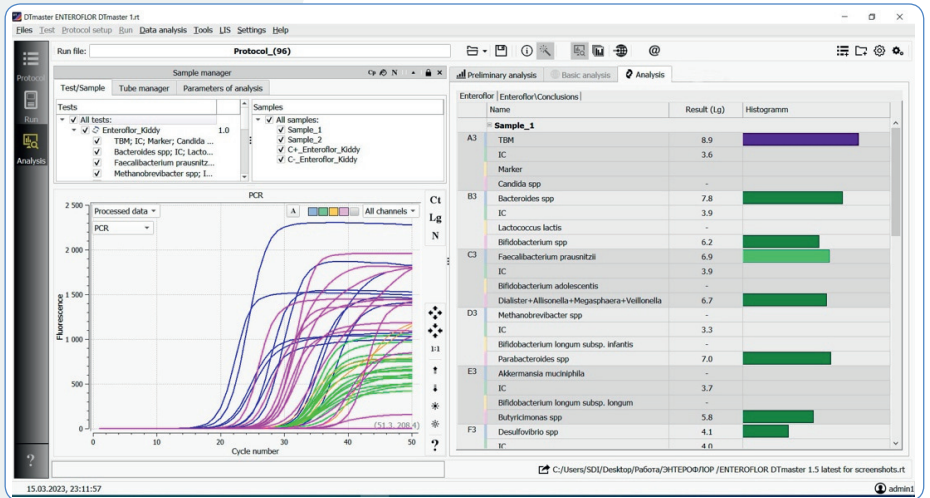 DTmaster ENTEROFLOR DTmaster 1.rt
Files Test Protocol setup Run Data analysis Tools LIS Settings Help
Run file: Protocol_(96)
@
Protocol
Run
Analysis
?
Sample manager
Cp N
Test/Sample Tube manager Parameters of analysis
Tests
All tests:
Enteroflor_Kiddy 1.0
TBM; IC; Marker; Candida ...
Bacteroides spp; IC; Lacto...
Faecalibacterium prausnitz...
Methanobrevibacter spp; I...
Samples
All samples:
Sample_1
Sample_2
C+_Enteroflor_Kiddy
C-_Enteroflor_Kiddy
PCR
Processed data
PCR
A All channels
Ct
Lg
N
1:1
?
2 500
2 000
1 500
1 000
500
0
Fluorescence
0 10 20 30 40 50
Cycle number
(51.3, 208.4)
Preliminary analysis Basic analysis Analysis
Enteroflor Enteroflor\Conclusions
Name Result (Lg) Histogramm
Sample_1
A3 TBM 8.9
IC 3.6
Marker
Candida spp -
B3 Bacteroides spp 7.8
IC 3.9
Lactococcus lactis -
Bifidobacterium spp 6.2
C3 Faecalibacterium prausnitzii 6.9
IC 3.9
Bifidobacterium adolescentis -
Dialister+Allisonella+Megasphaera+Veillonella 6.7
D3 Methanobrevibacter spp -
IC 3.3
Bifidobacterium longum subsp. infantis -
Parabacteroides spp 7.0
E3 Akkermansia muciniphila -
IC 3.7
Bifidobacterium longum subsp. longum -
Butyricimonas spp 5.8
F3 Desulfovibrio spp 4.1
IC 4.0
C:/Users/SDI/Desktop/Работа/ЭНТЕРОФЛОР /ENTEROFLOR DTmaster 1.5 latest for screenshots.rt
15.03.2023, 23:11:57
admin1